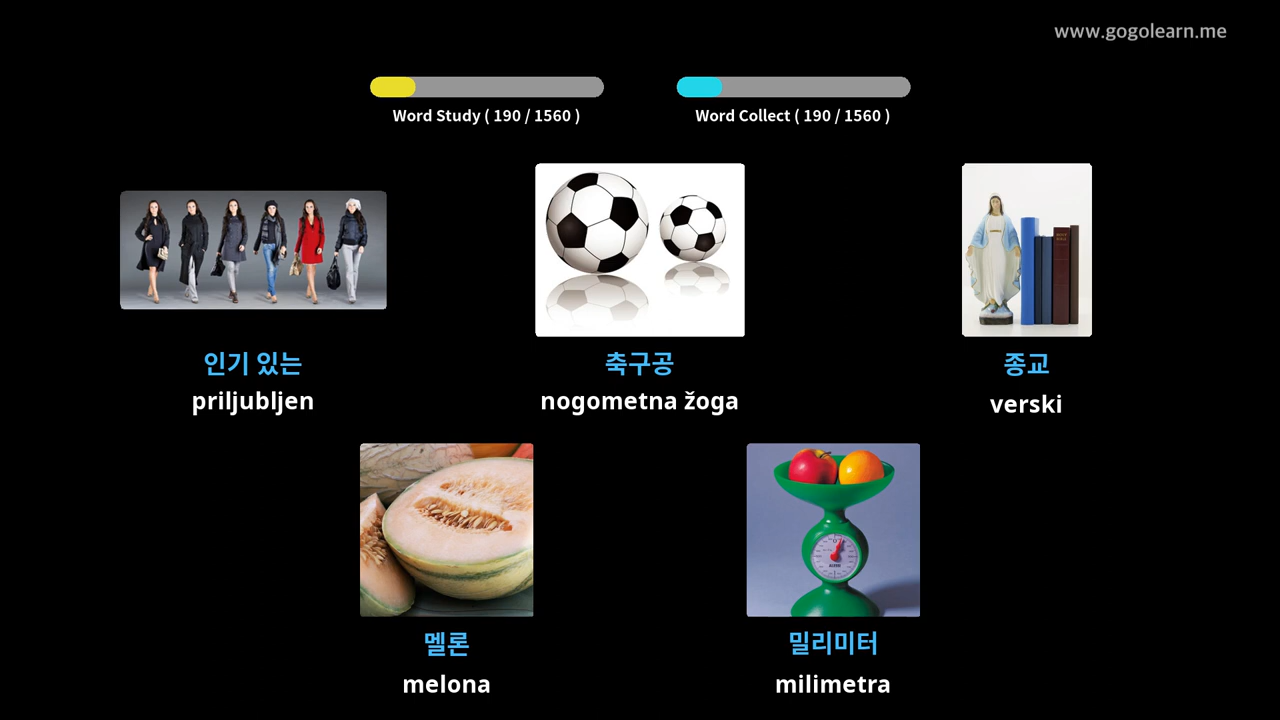 www.gogolearn.me
Word Study ( 190 / 1560 )
Word Collect ( 190 / 1560 )
인기 있는
priljubljen
축구공
nogometna žoga
종교
verski
멜론
melona
밀리미터
milimetra